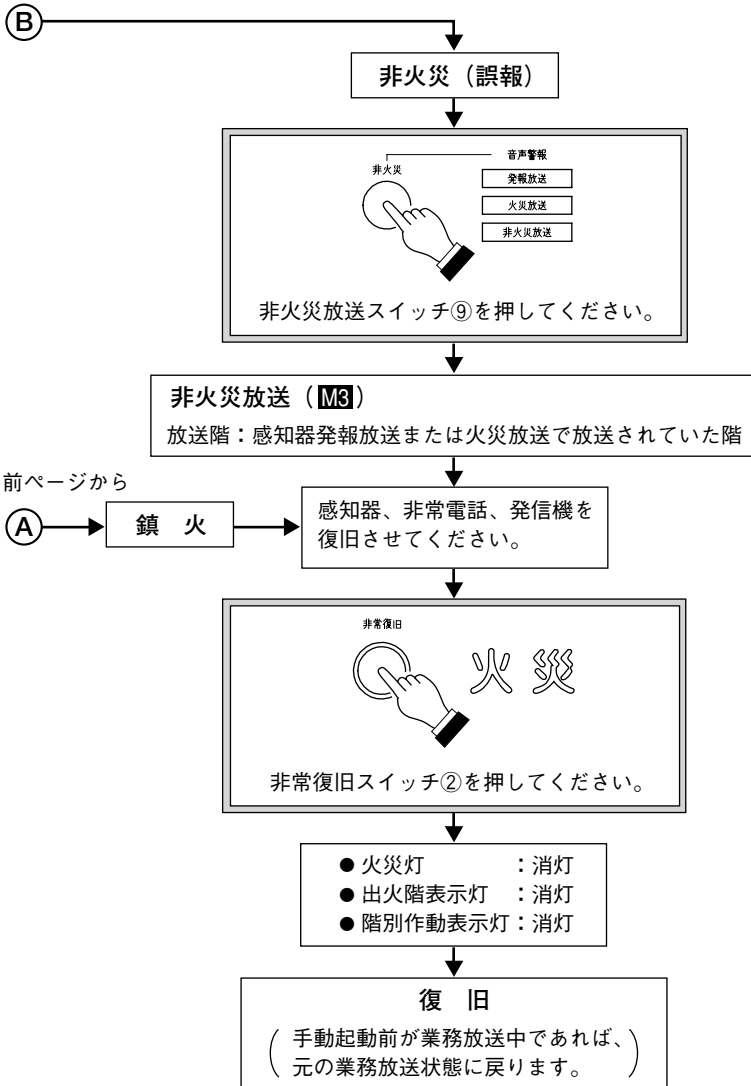 B
非火災（誤報）
音声警報
非火災
発報放送
火災放送
非火災放送
非火災放送スイッチ⑨を押してください。
非火災放送（M3）
放送階：感知器発報放送または火災放送で放送されていた階
前ページから
A
鎮　火
感知器、非常電話、発信機を
復旧させてください。
非常復旧
火災
非常復旧スイッチ②を押してください。
●火災灯　　　　：消灯
●出火階表示灯　：消灯
●階別作動表示灯：消灯
復　旧
（手動起動前が業務放送中であれば、
元の業務放送状態に戻ります。）